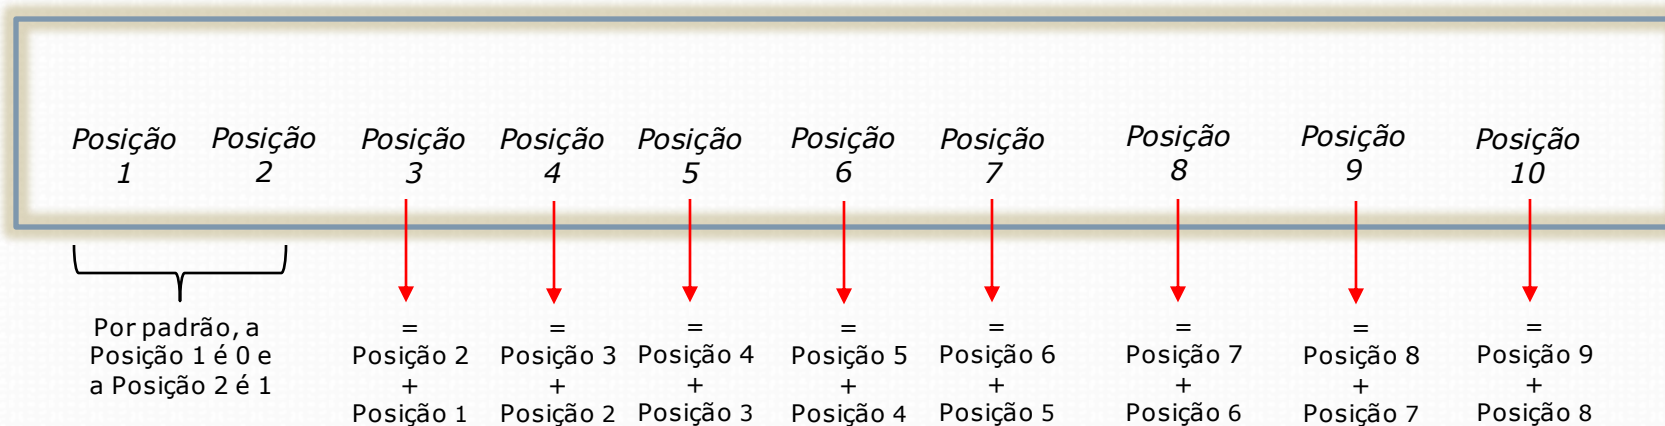 Posição Posição Posição Posição Posição Posição Posição Posição Posição Posição
1 2 3 4 5 6 7 8 9 10
Por padrão, a
Posição 1 é 0 e
a Posição 2 é 1
=
Posição 2
+
Posição 1
=
Posição 3
+
Posição 2
=
Posição 4
+
Posição 3
=
Posição 5
+
Posição 4
=
Posição 6
+
Posição 5
=
Posição 7
+
Posição 6
=
Posição 8
+
Posição 7
=
Posição 9
+
Posição 8